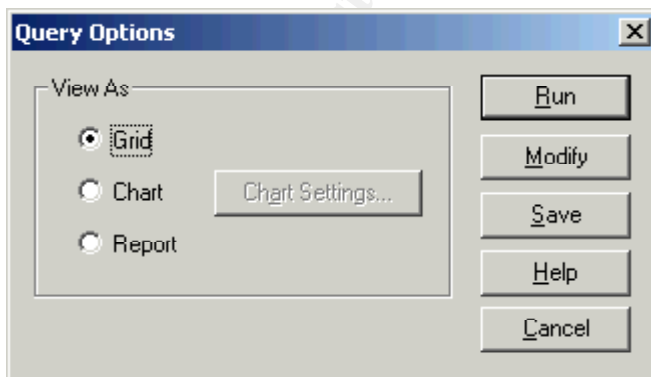 Query Options
View As
Grid
Chart
Chart Settings...
Report
Run
Modify
Save
Help
Cancel